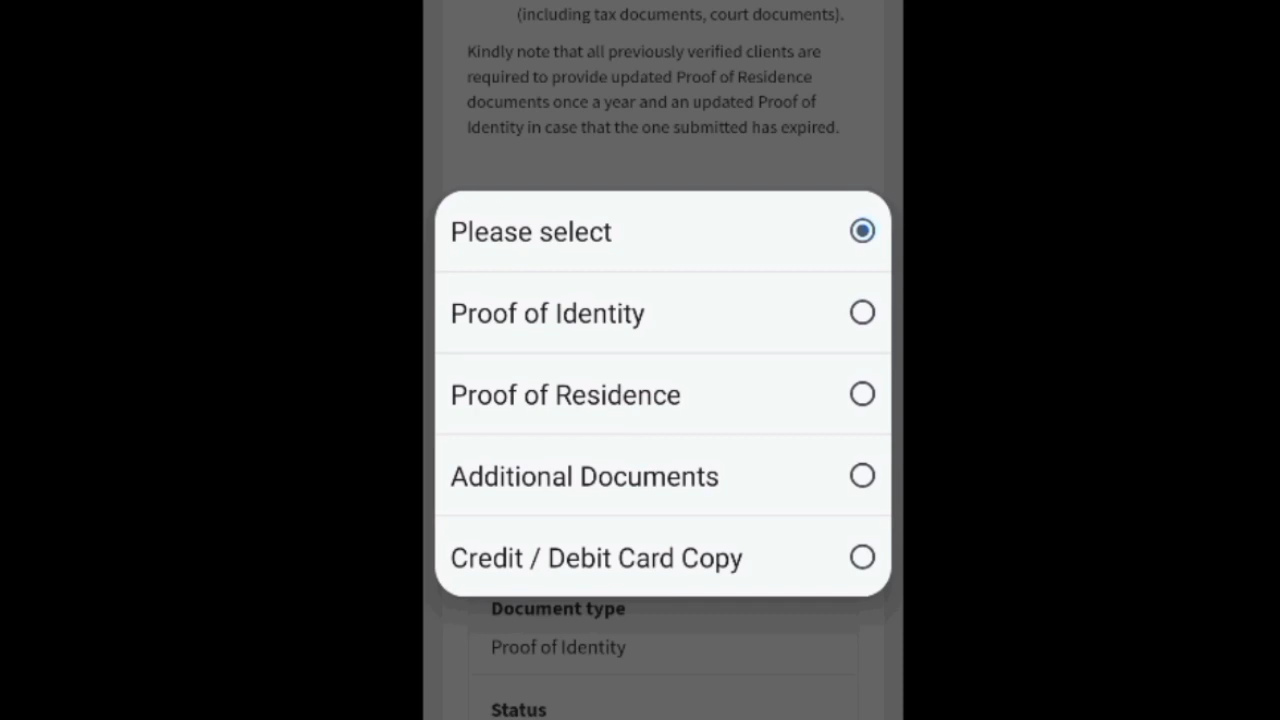 (including tax documents, court documents).
Kindly note that all previously verified clients are
required to provide updated Proof of Residence
documents once a year and an updated Proof of
Identity in case that the one submitted has expired.
Please select
Proof of Identity
Proof of Residence
Additional Documents
Credit / Debit Card Copy
Document type
Proof of Identity
Status